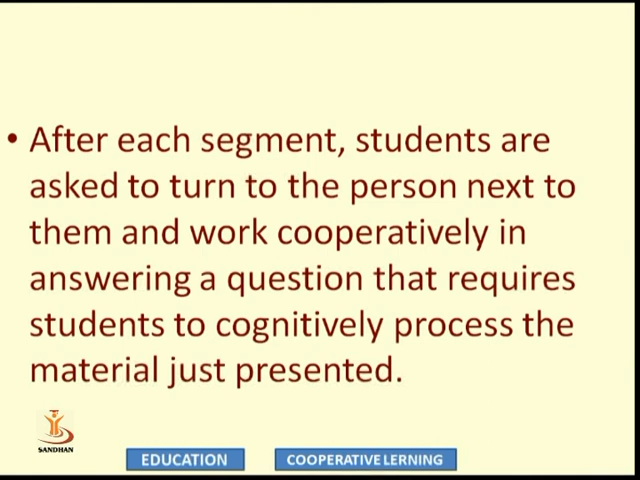 • After each segment, students are
asked to turn to the person next to
them and work cooperatively in
answering a question that requires
students to cognitively process the
material just presented.
SANDHAN
EDUCATION
COOPERATIVE LERNING